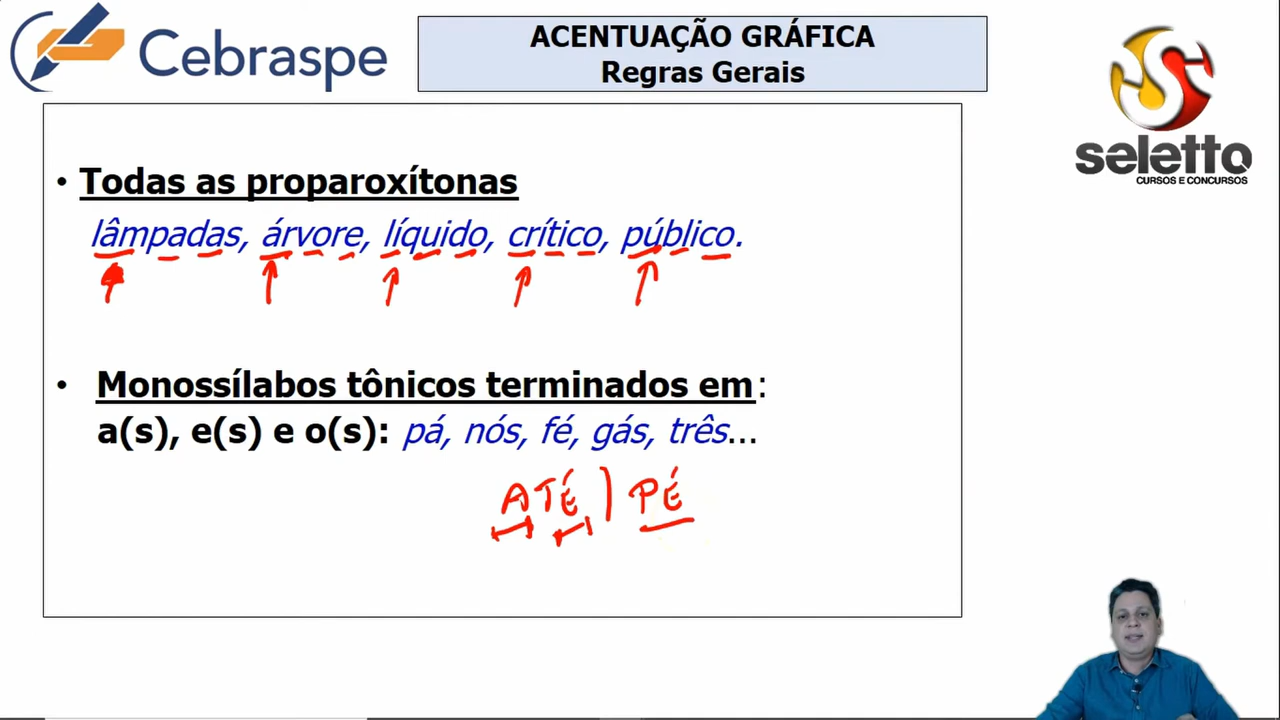 Cebraspe
ACENTUAÇÃO GRÁFICA
Regras Gerais
seletto
CURSOS E CONCURSOS
• Todas as proparoxítonas
lâmpadas, árvore, líquido, crítico, público.
• Monossílabos tônicos terminados em:
a(s), e(s) e o(s): pá, nós, fé, gás, três...
ATÉ | PÉ